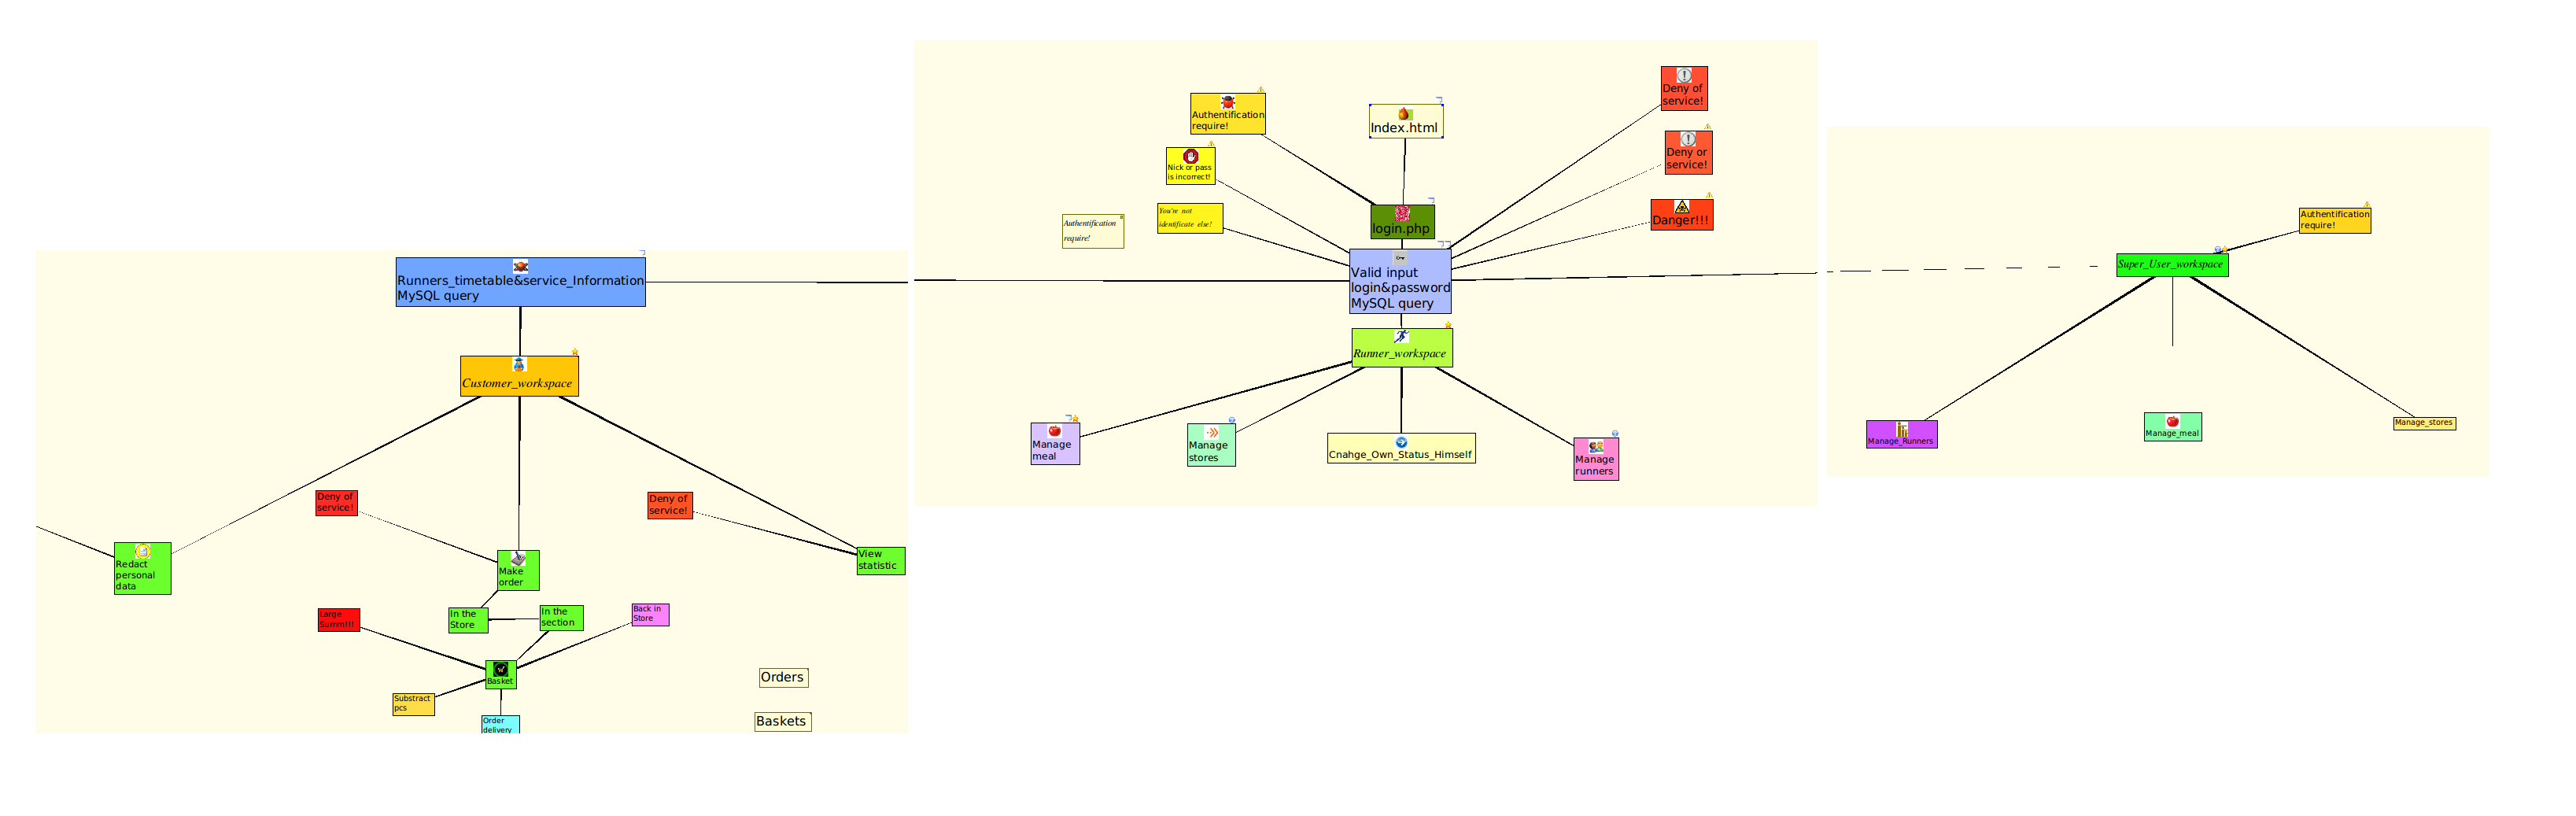 Runners_timetable&service_Information
MySQL query
Customer_workspace
Deny of
service!
Deny of
service!
Redact
personal
data
Make
order
View
statistic
Large
Summ!!!
In the
Store
In the
section
Back in
Store
Basket
Substract
pcs
Order
delivery
Orders
Baskets
Authentification
require!
Index.html
Deny of
service!
Nick or pass
is incorrect!
Deny or
service!
You're not
identificate else!
Authentification
require!
login.php
Danger!!!
Valid input
login&password
MySQL query
Runner_workspace
Manage
meal
Manage
stores
Cnahge_Own_Status_Himself
Manage
runners
Authentification
require!
Super_User_workspace
Manage_Runners
Manage_meal
Manage_stores